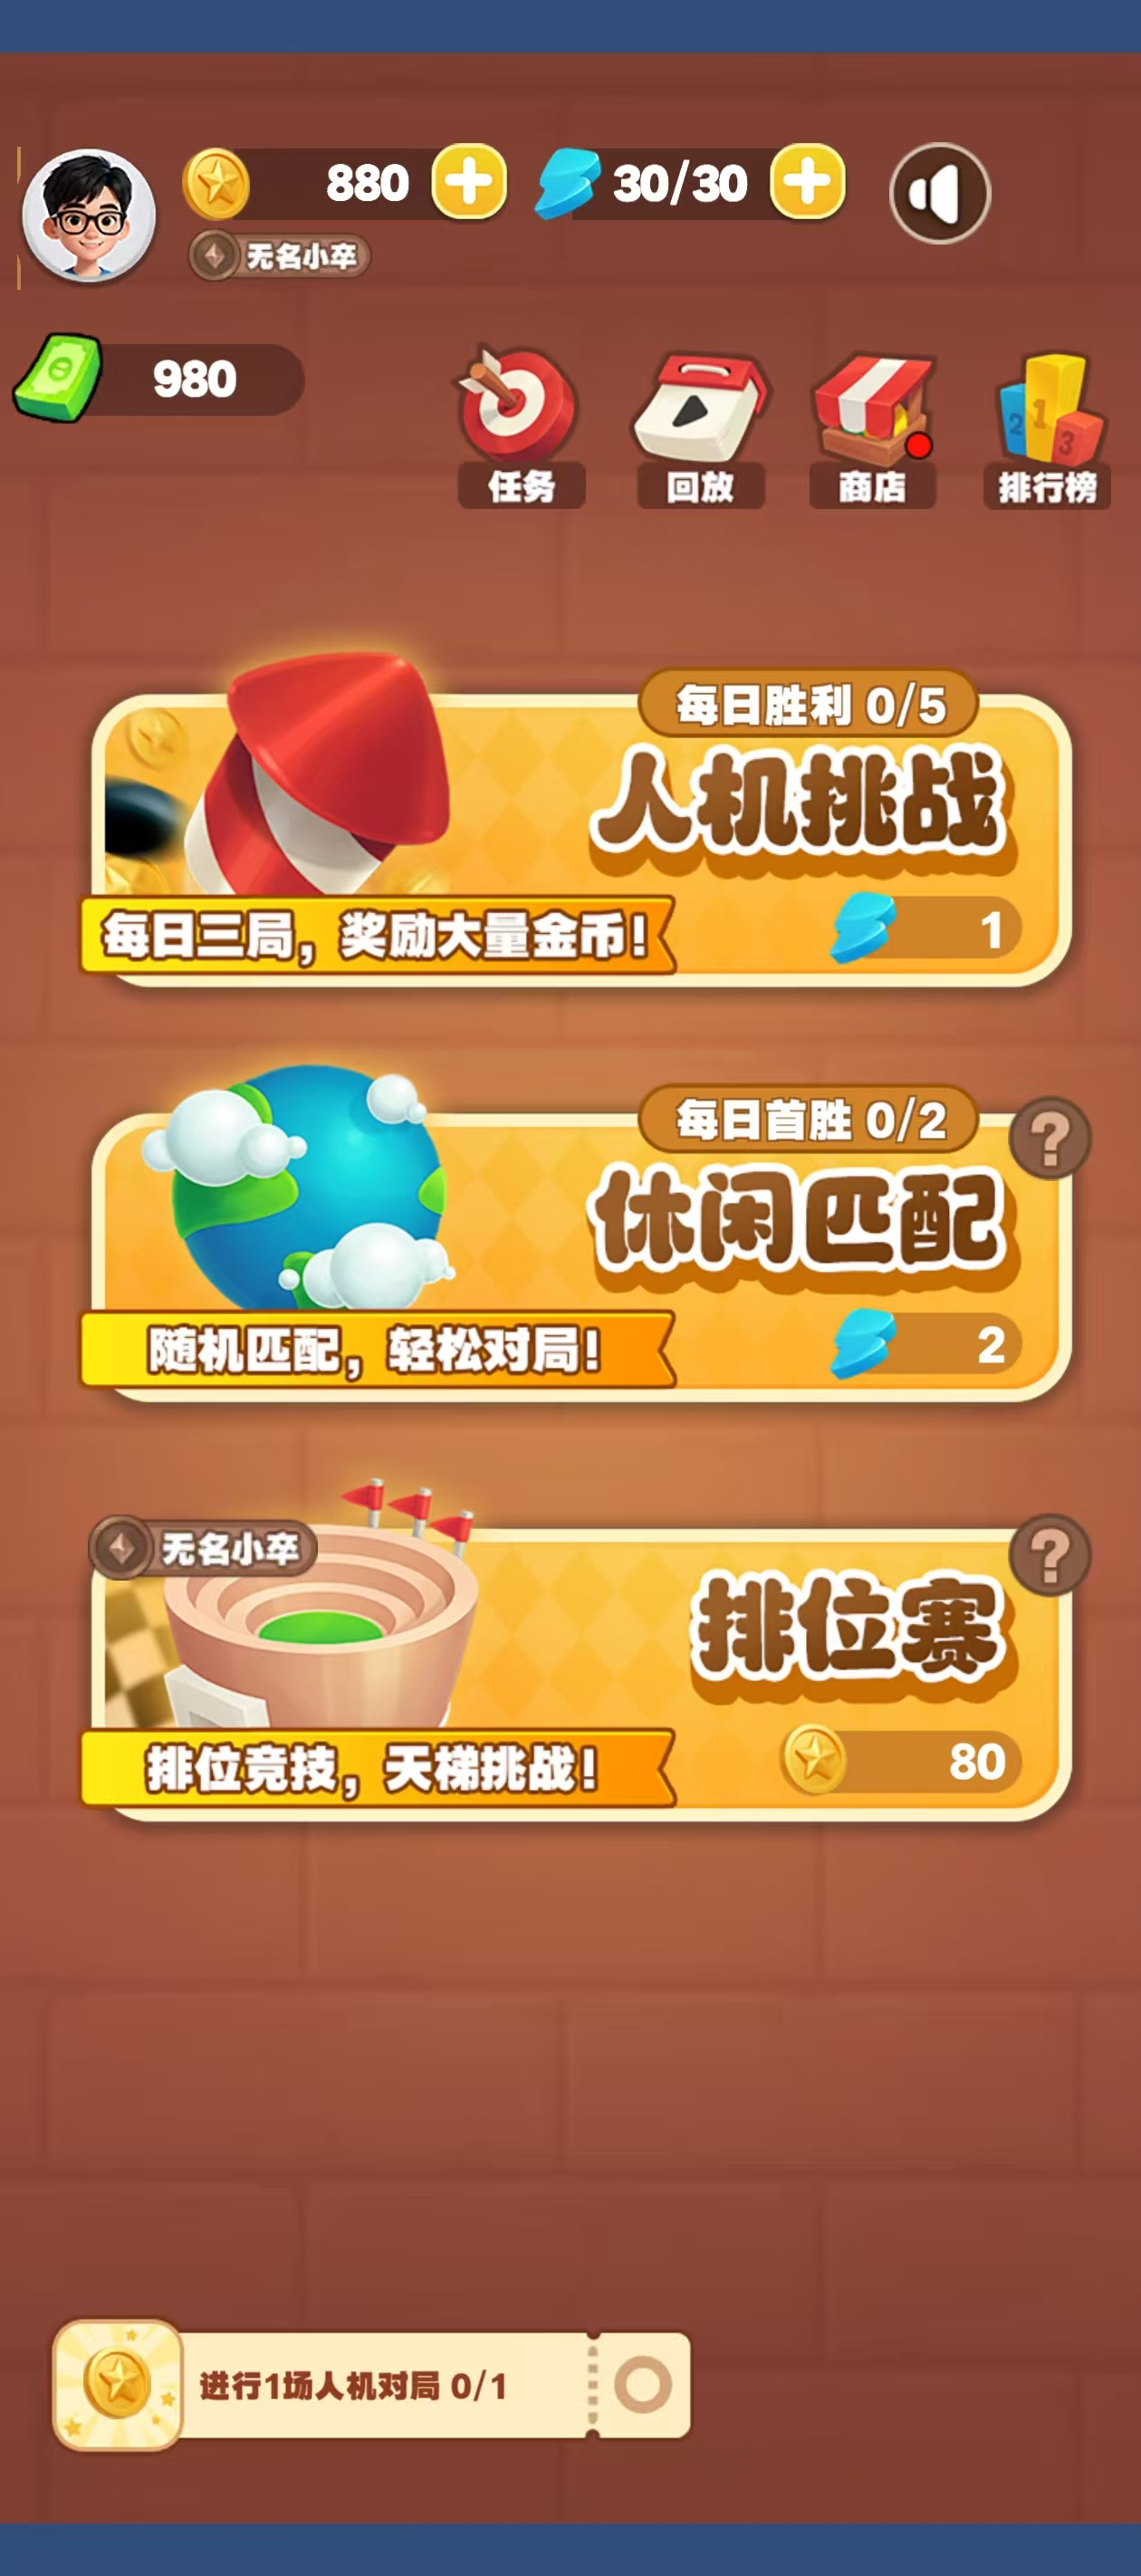 880
30/30
无名小卒
980
任务
回放
商店
排行榜
2
1
3
每日胜利 0/5
人机挑战
每日三局，奖励大量金币！
1
每日首胜 0/2
?
休闲匹配
随机匹配，轻松对局！
2
无名小卒
?
排位赛
排位竞技，天梯挑战！
80
进行1场人机对局 0/1